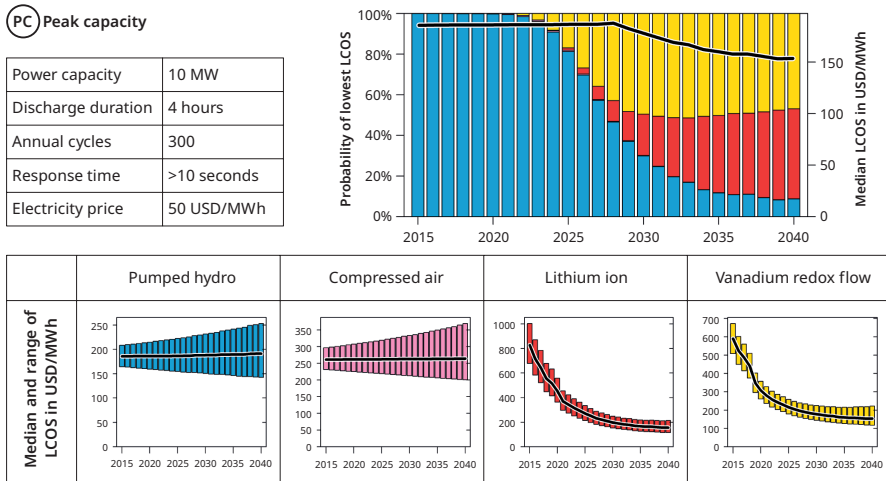 PC Peak capacity
Power capacity 10 MW
Discharge duration 4 hours
Annual cycles 300
Response time >10 seconds
Electricity price 50 USD/MWh
Probability of lowest LCOS
100%
80%
60%
40%
20%
0%
2015 2020 2025 2030 2035 2040
150
100
50
0
Median LCOS in USD/MWh
Pumped hydro Compressed air Lithium ion Vanadium redox flow
Median and range of
LCOS in USD/MWh
250
200
150
100
50
0
2015 2020 2025 2030 2035 2040
350
300
250
200
150
100
50
0
2015 2020 2025 2030 2035 2040
1000
800
600
400
200
0
2015 2020 2025 2030 2035 2040
700
600
500
400
300
200
100
0
2015 2020 2025 2030 2035 2040